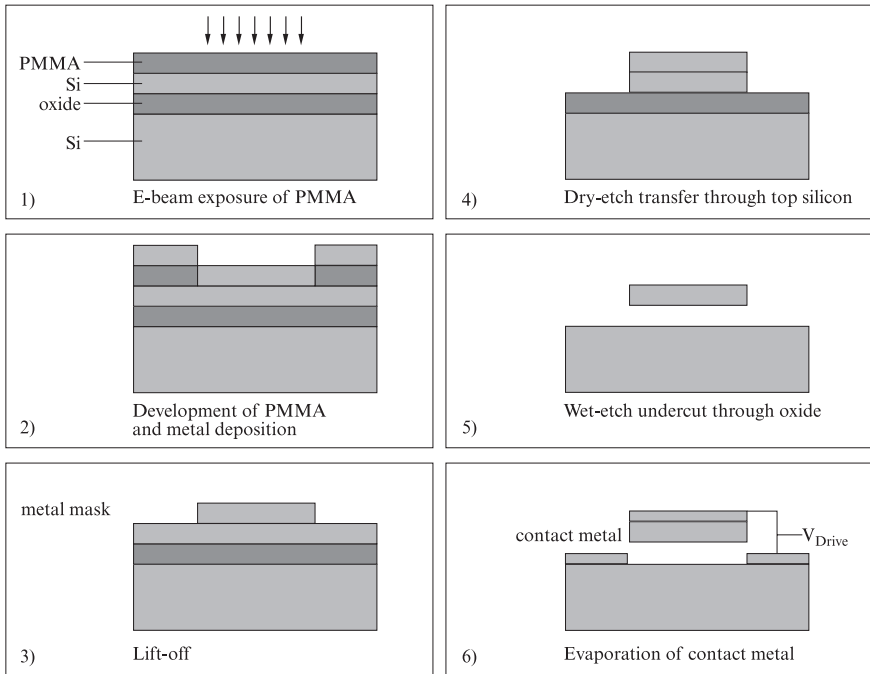 PMMA
Si
oxide
Si
1)
E-beam exposure of PMMA
2)
Development of PMMA
and metal deposition
metal mask
3)
Lift-off
4)
Dry-etch transfer through top silicon
5)
Wet-etch undercut through oxide
contact metal
VDrive
6)
Evaporation of contact metal